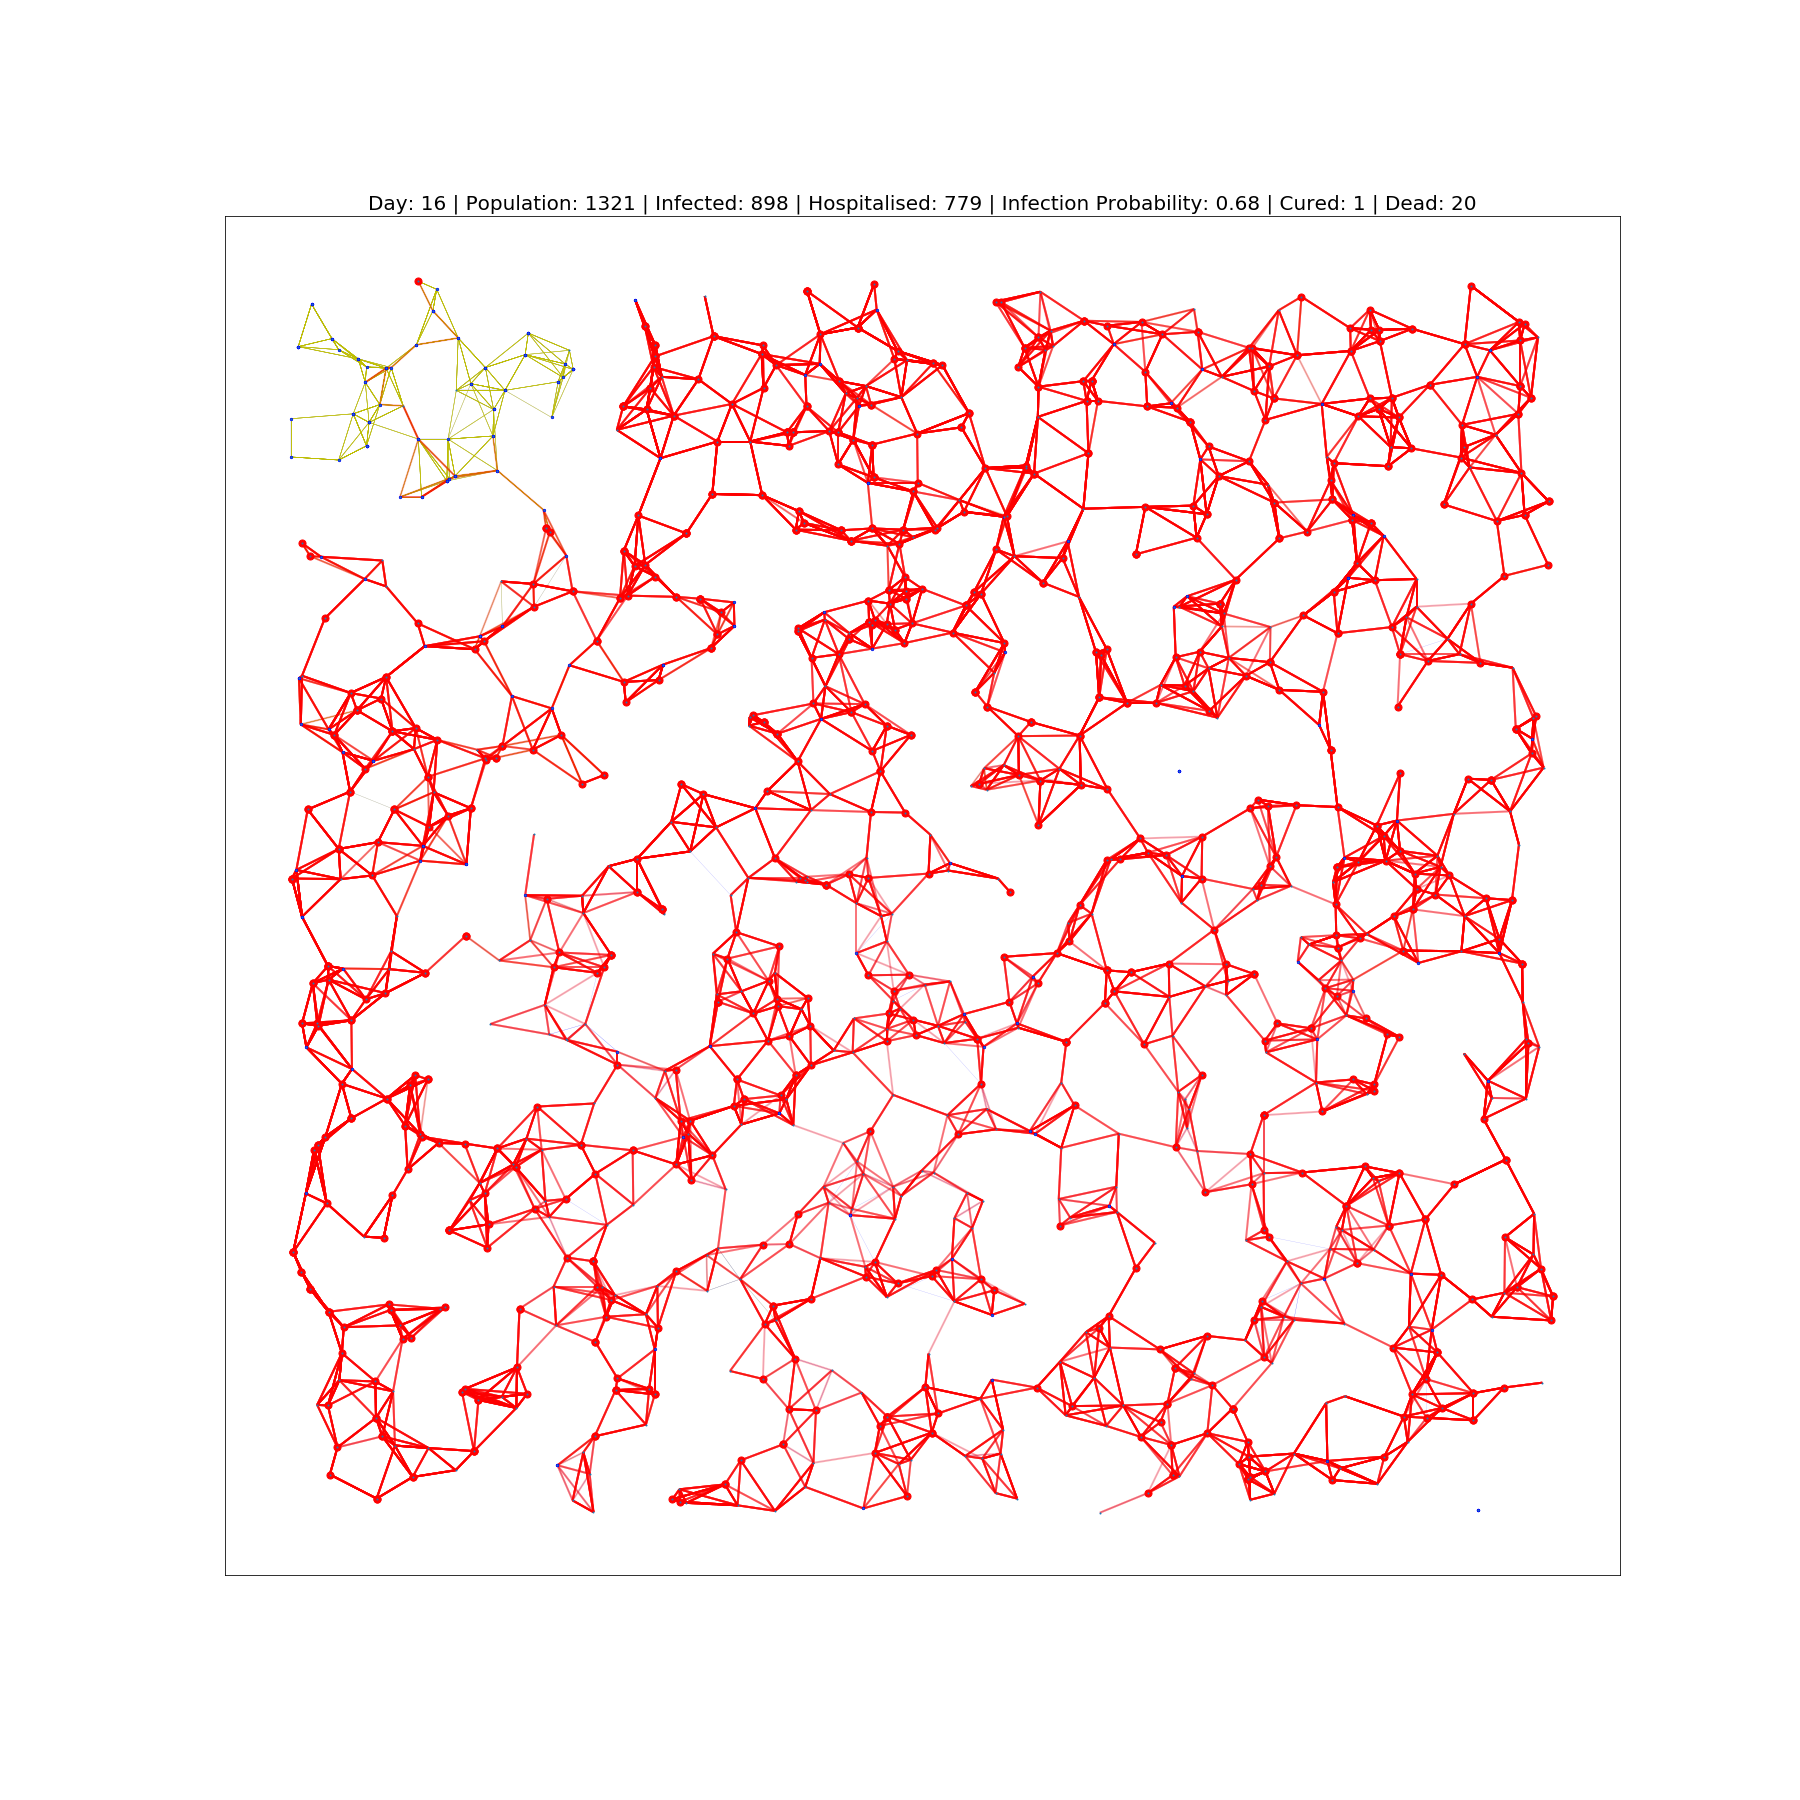 Day: 16 | Population: 1321 | Infected: 898 | Hospitalised: 779 | Infection Probability: 0.68 | Cured: 1 | Dead: 20